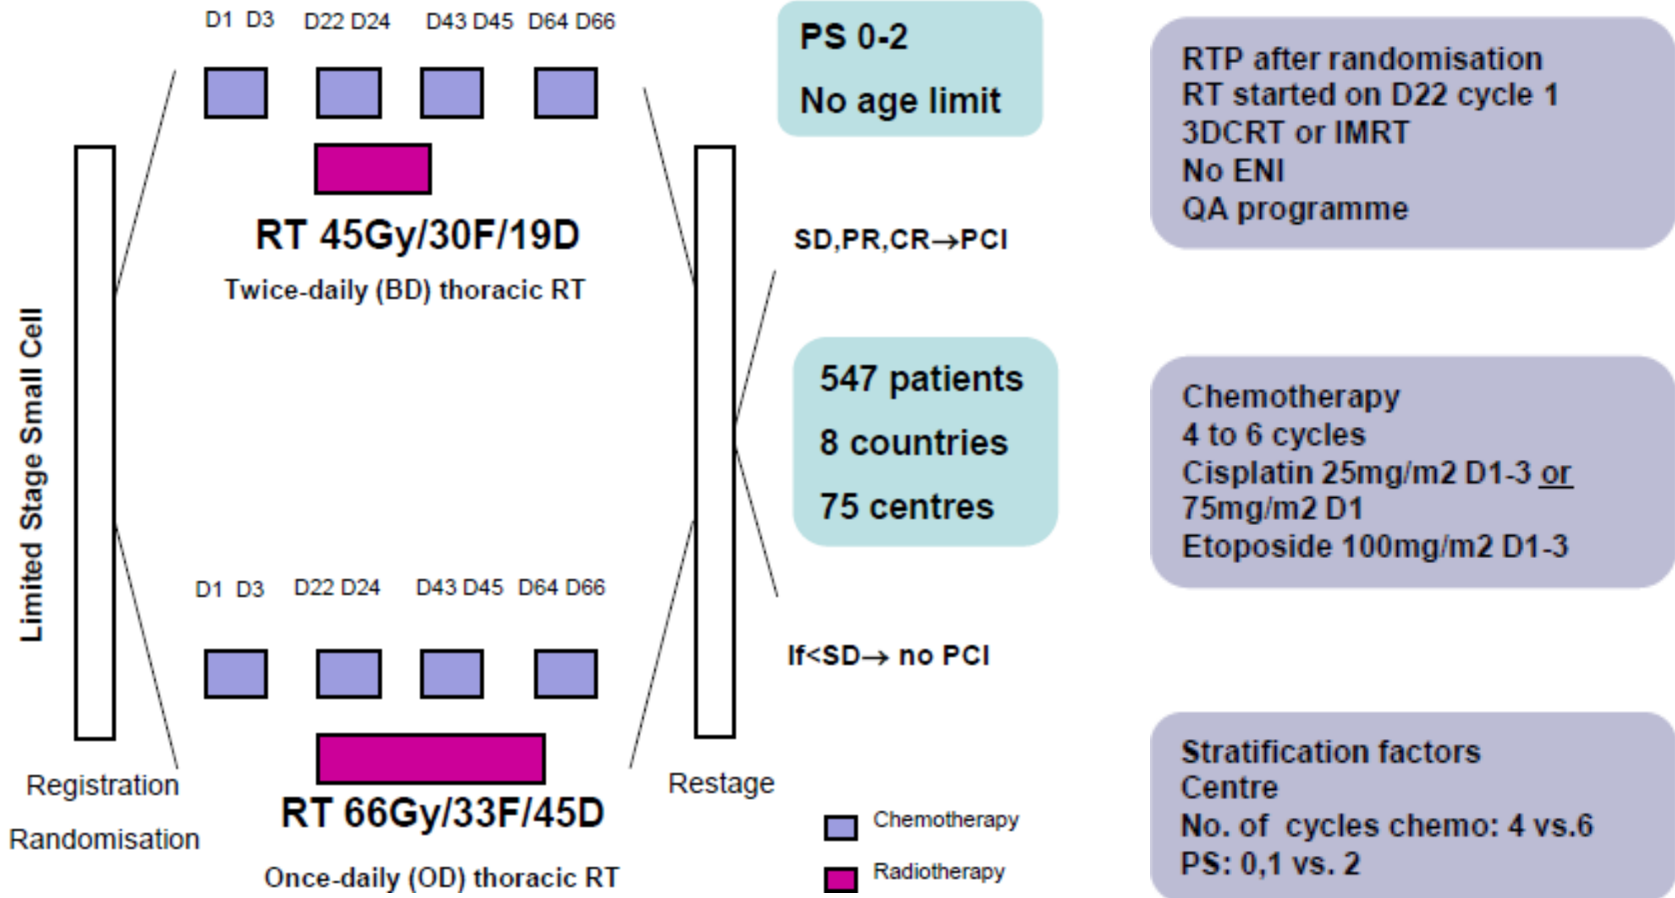 D1 D3 D22 D24 D43 D45 D64 D66
RT 45Gy/30F/19D
Twice-daily (BD) thoracic RT
Limited Stage Small Cell
D1 D3 D22 D24 D43 D45 D64 D66
RT 66Gy/33F/45D
Once-daily (OD) thoracic RT
Registration
Randomisation
Restage
PS 0-2
No age limit
SD,PR,CR→PCI
547 patients
8 countries
75 centres
If<SD→ no PCI
Chemotherapy
Radiotherapy
RTP after randomisation
RT started on D22 cycle 1
3DCRT or IMRT
No ENI
QA programme
Chemotherapy
4 to 6 cycles
Cisplatin 25mg/m2 D1-3 or
75mg/m2 D1
Etoposide 100mg/m2 D1-3
Stratification factors
Centre
No. of cycles chemo: 4 vs.6
PS: 0,1 vs. 2